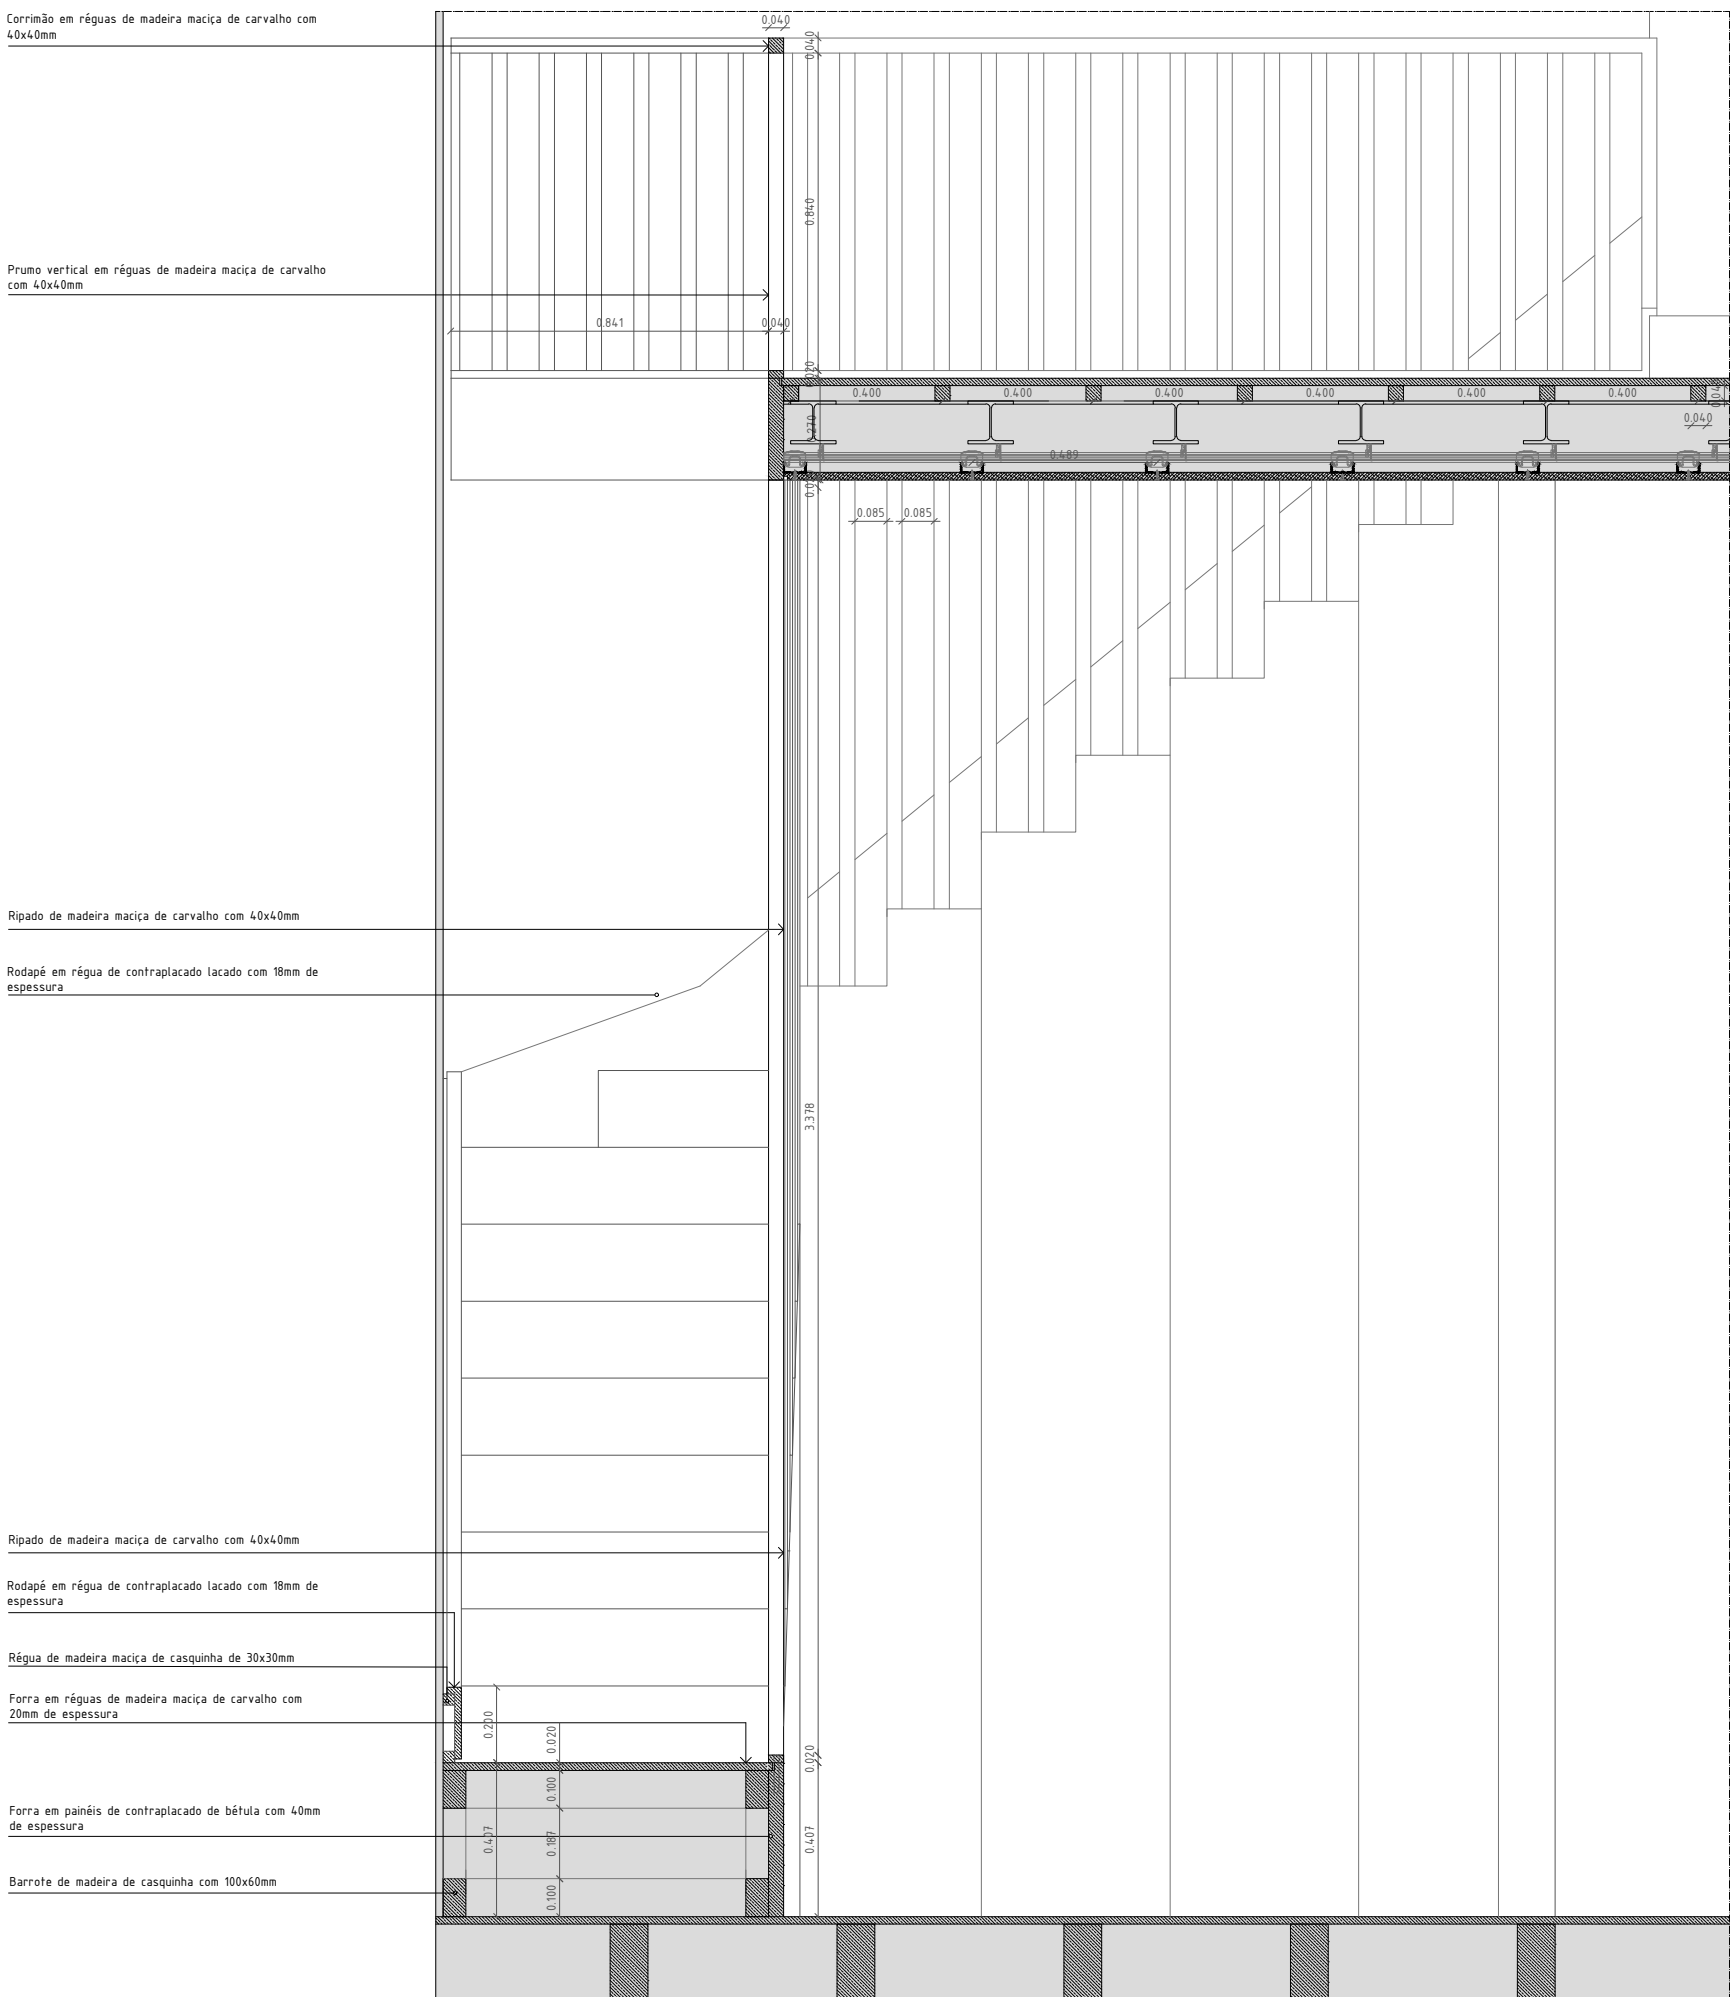 Corrimão em réguas de madeira maciça de carvalho com
40x40mm
0.040
0.040
0.840
Prumo vertical em réguas de madeira maciça de carvalho
com 40x40mm
0.841
0.040
0.020
0.400
0.400
0.400
0.400
0.400
0.400
0.040
0.270
0.489
0.085
0.085
Ripado de madeira maciça de carvalho com 40x40mm
Rodapé em régua de contraplacado lacado com 18mm de
espessura
3.378
Ripado de madeira maciça de carvalho com 40x40mm
Rodapé em régua de contraplacado lacado com 18mm de
espessura
Régua de madeira maciça de casquinha de 30x30mm
Forra em réguas de madeira maciça de carvalho com
20mm de espessura
0.200
0.020
0.020
0.100
Forra em painéis de contraplacado de bétula com 40mm
de espessura
0.407
0.187
0.407
Barrote de madeira de casquinha com 100x60mm
0.100